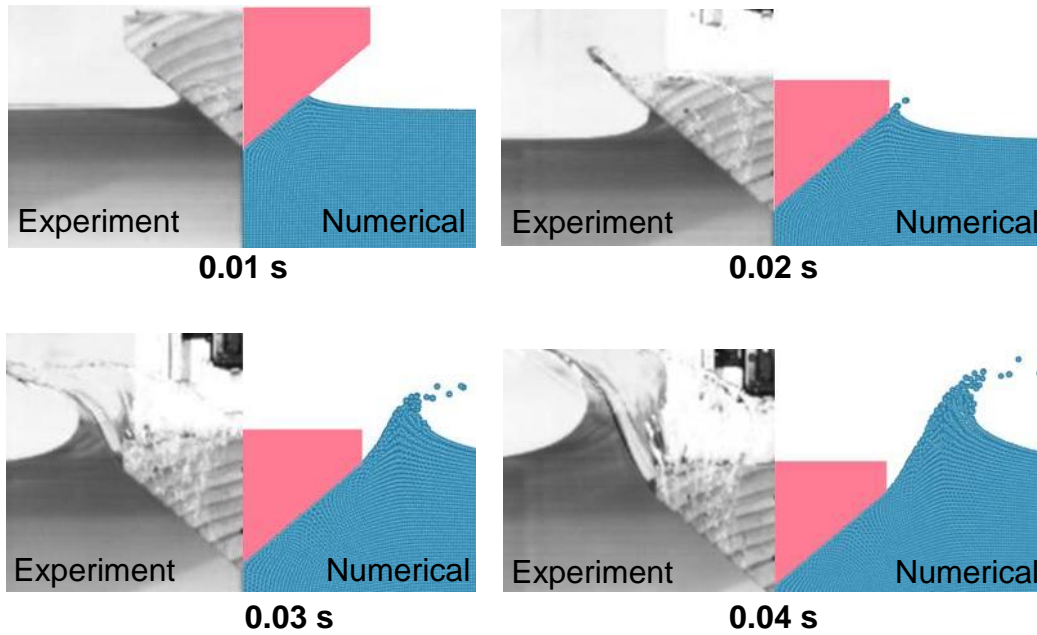 Experiment Numerical
0.01 s
Experiment Numerical
0.02 s
Experiment Numerical
0.03 s
Experiment Numerical
0.04 s